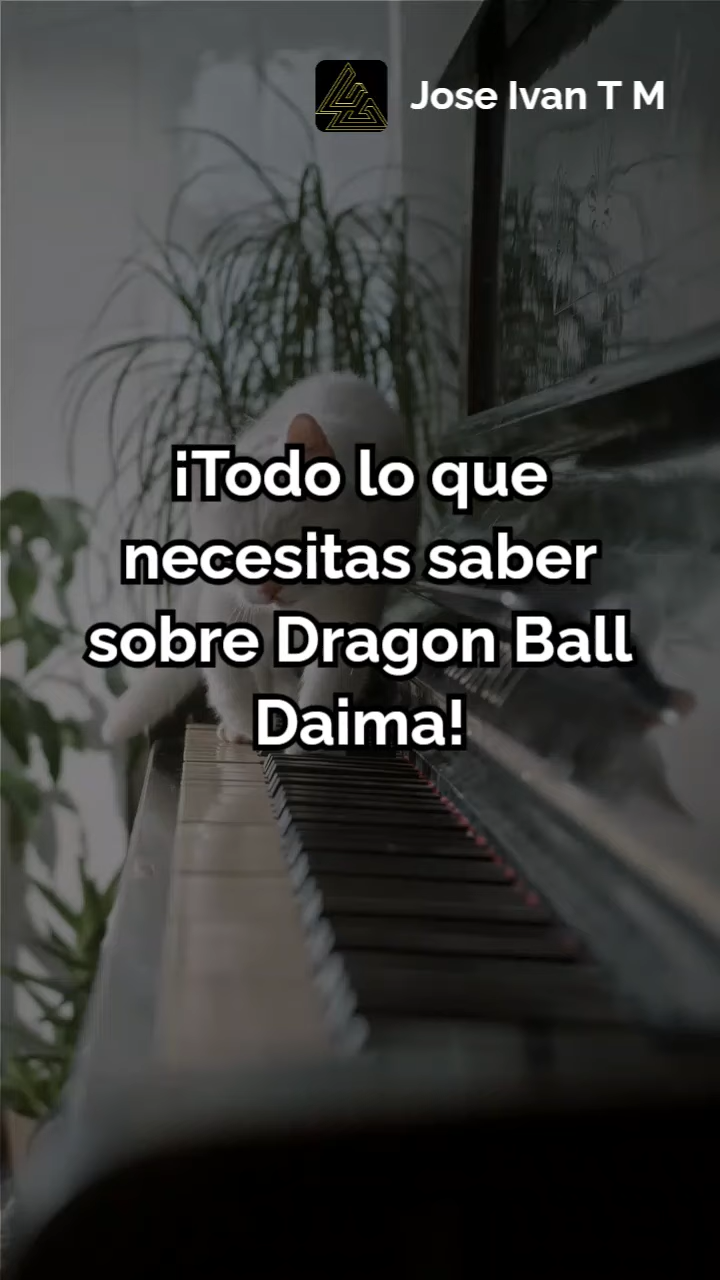 Jose Ivan T M
¡Todo lo que
necesitas saber
sobre Dragon Ball
Daima!